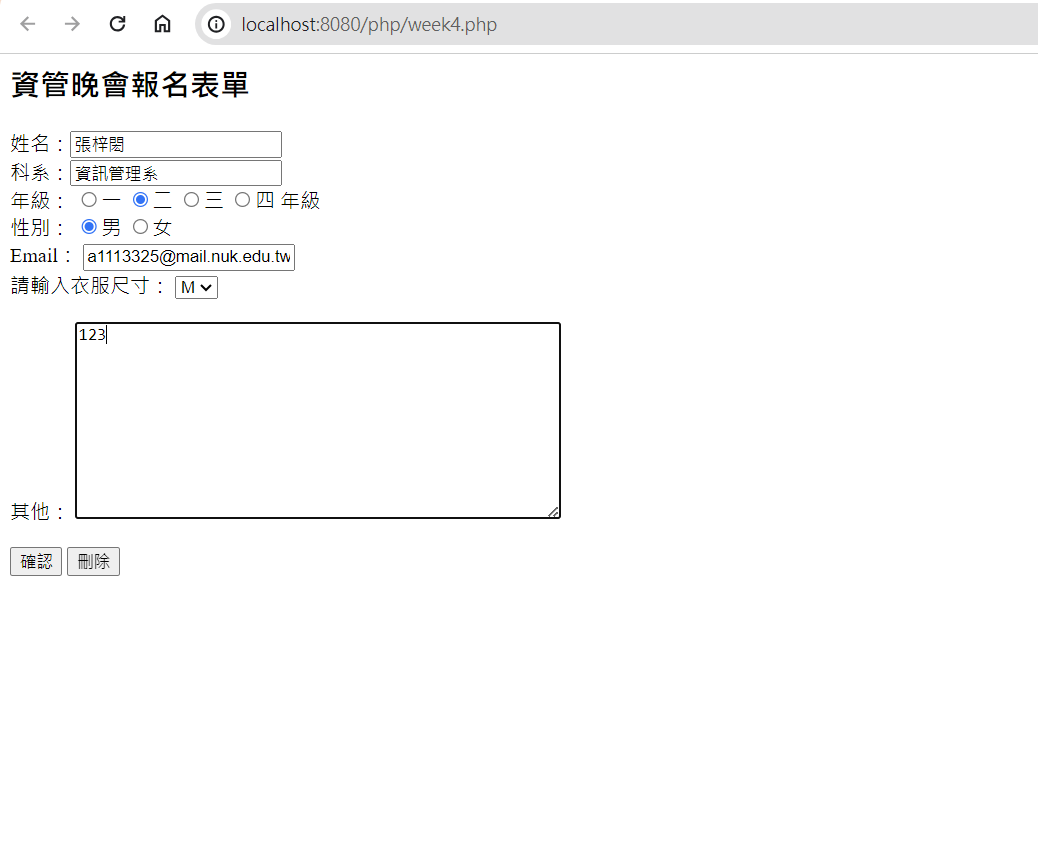 localhost:8080/php/week4.php
資管晚會報名表單
姓名：張梓閎
科系：資訊管理系
年級： 一 二 三 四 年級
性別： 男 女
Email： a1113325@mail.nuk.edu.tw
請輸入衣服尺寸： M
123
其他：
確認 刪除